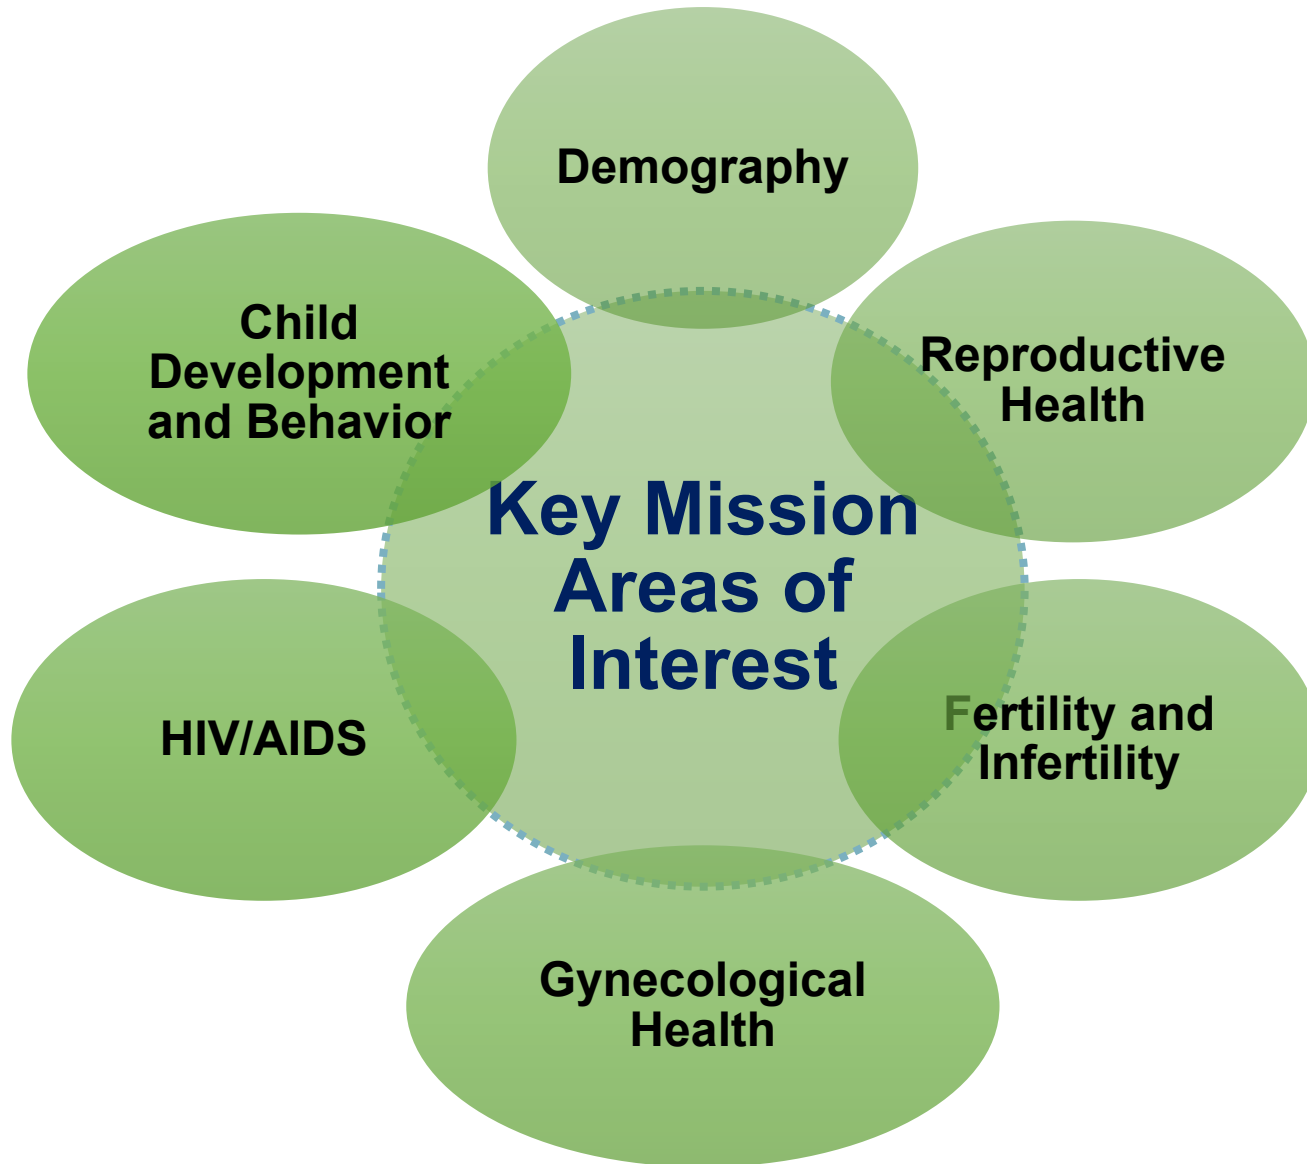 Demography
Child
Development
and Behavior
Reproductive
Health
Key Mission
Areas of
Interest
HIV/AIDS
Fertility and
Infertility
Gynecological
Health